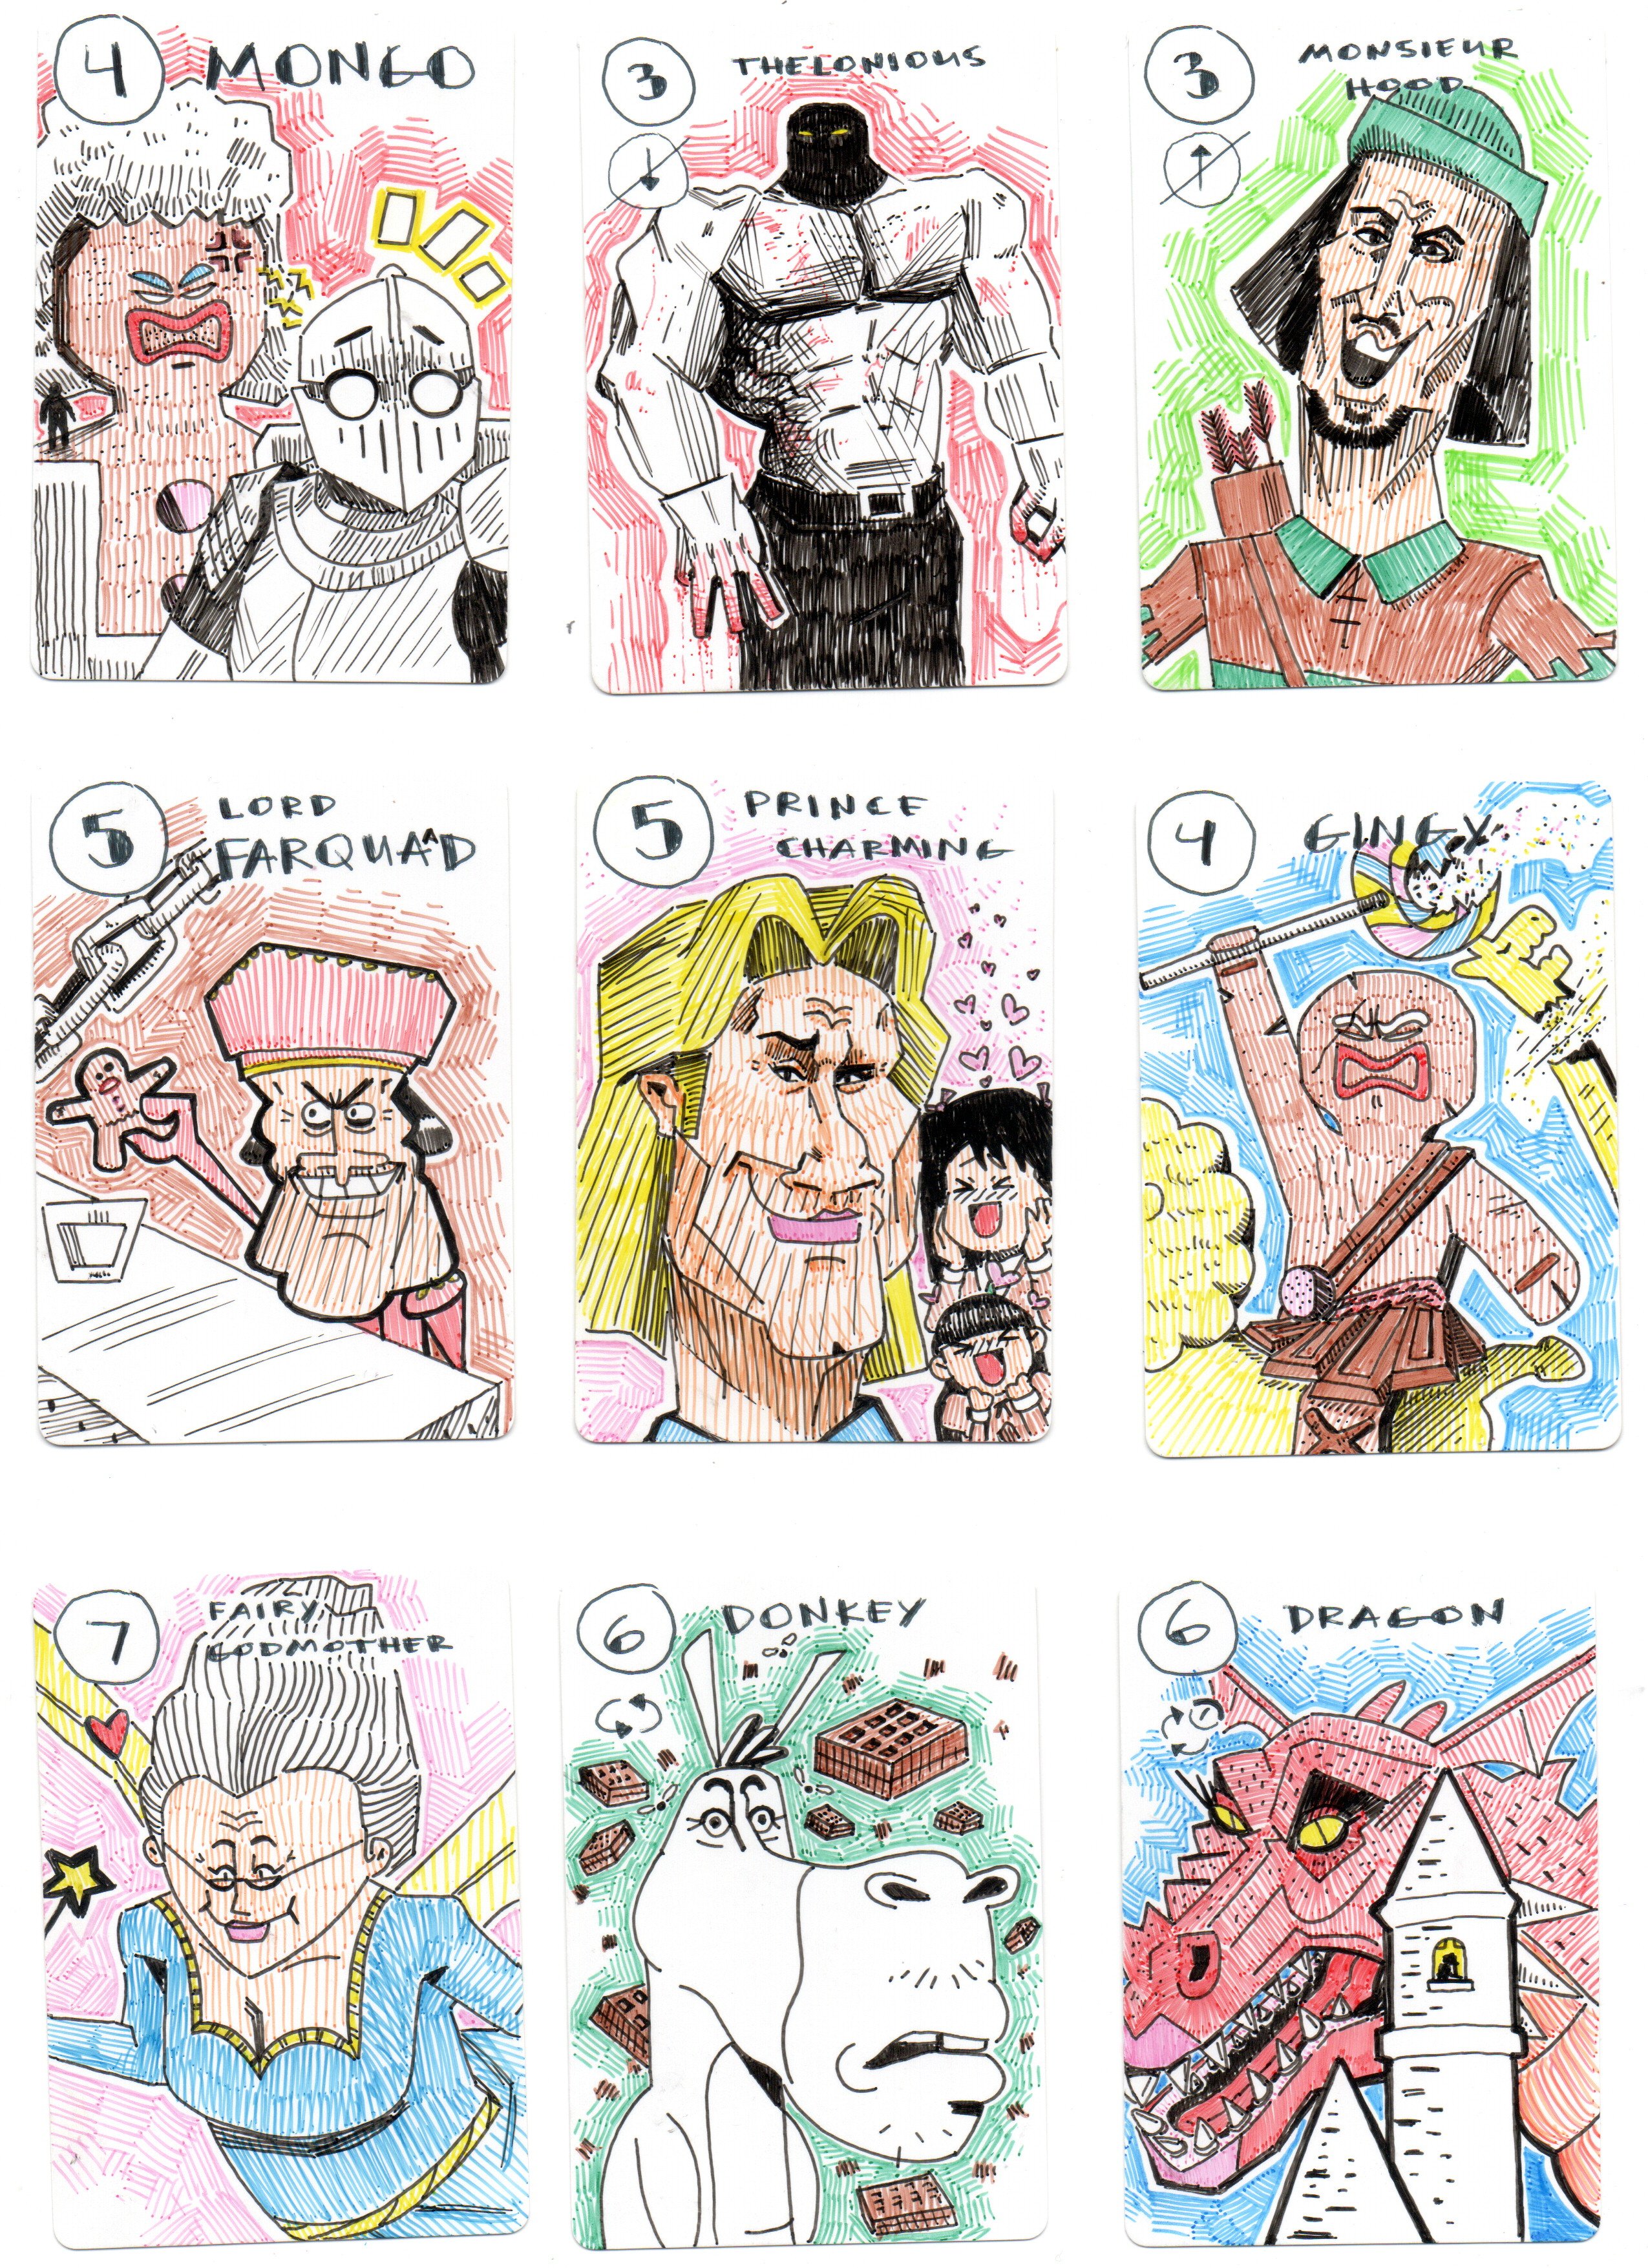 4 MONGO
3 THELONIOUS
3 MONSIEUR
HOOD
5 LORD
FARQUA^D
5 PRINCE
CHARMING
4 GINGY
7 FAIRY
GODMOTHER
6 DONKEY
6 DRAGON